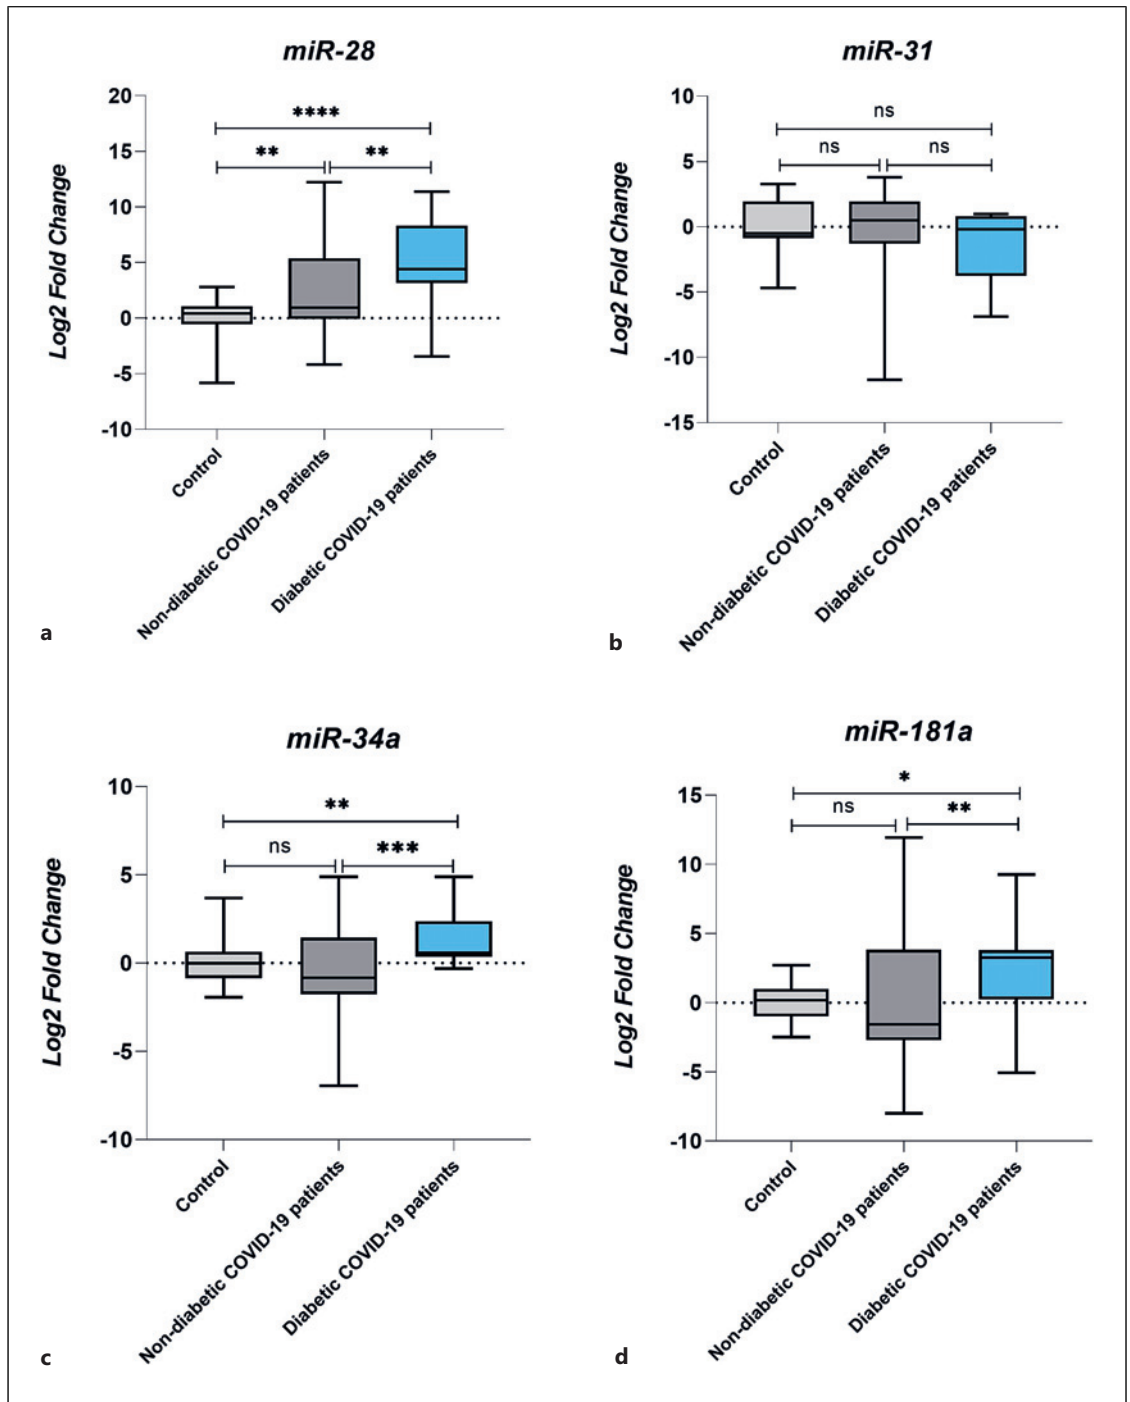 miR-28
20
15
10
5
0
-5
-10
Log2 Fold Change
****
**
**
Control
Non-diabetic COVID-19 patients
Diabetic COVID-19 patients
a
miR-31
10
5
0
-5
-10
-15
Log2 Fold Change
ns
ns
ns
Control
Non-diabetic COVID-19 patients
Diabetic COVID-19 patients
b
miR-34a
10
5
0
-5
-10
Log2 Fold Change
**
ns
***
Control
Non-diabetic COVID-19 patients
Diabetic COVID-19 patients
c
miR-181a
15
10
5
0
-5
-10
Log2 Fold Change
*
ns
**
Control
Non-diabetic COVID-19 patients
Diabetic COVID-19 patients
d